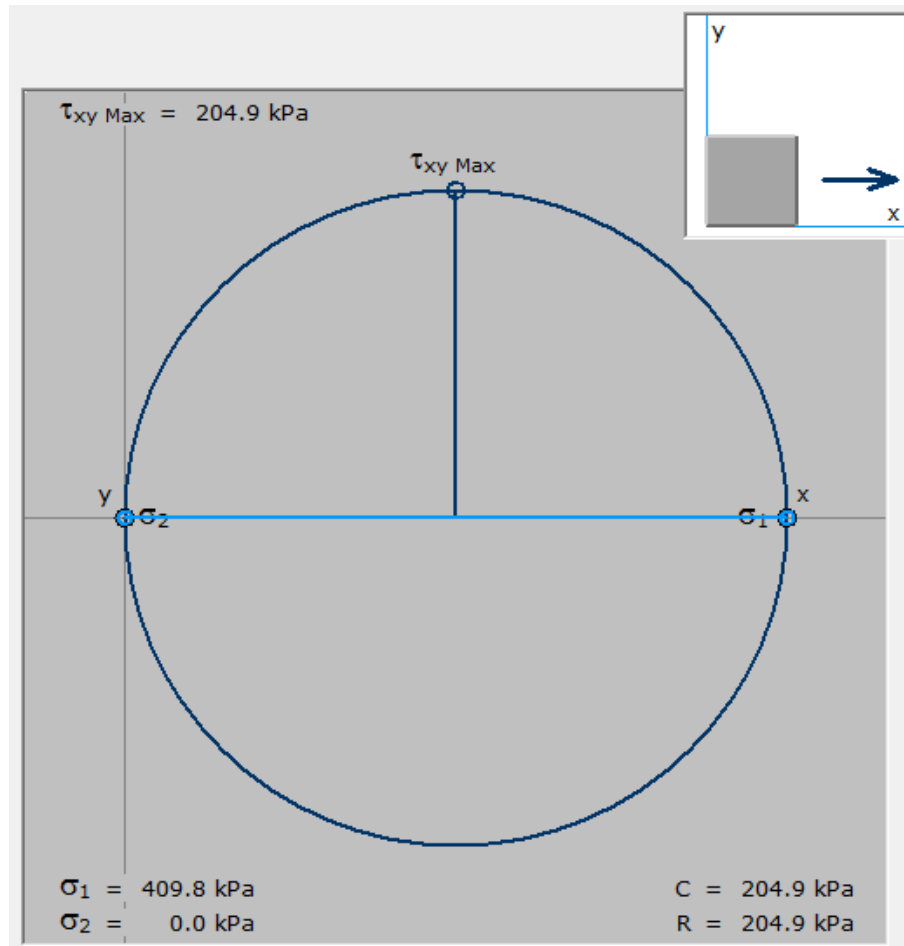 y
x
τxy Max = 204.9 kPa
τxy Max
y
σ2
σ1
x
σ1 = 409.8 kPa
σ2 = 0.0 kPa
C = 204.9 kPa
R = 204.9 kPa